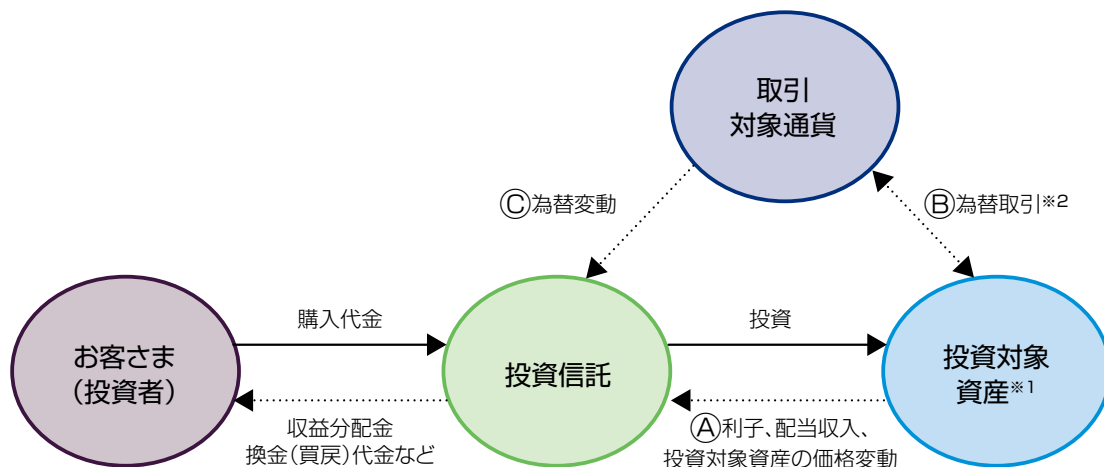 取引
対象通貨
Ⓒ為替変動
Ⓑ為替取引※2
購入代金
投資
お客さま
(投資者)
投資信託
投資対象
資産※1
収益分配金
換金(買戻)代金など
Ⓐ利子、配当収入、
投資対象資産の価格変動